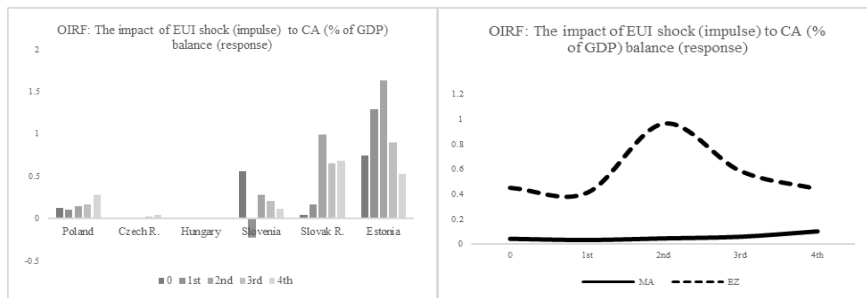 OIRF: The impact of EUI shock (impulse) to CA (% of GDP)
balance (response)
2
1.5
1
0.5
0
-0.5
Poland Czech R. Hungary Slovenia Slovak R. Estonia
0 1st 2nd 3rd 4th
OIRF: The impact of EUI shock (impulse) to CA (%
of GDP) balance (response)
1.2
1
0.8
0.6
0.4
0.2
0
0 1st 2nd 3rd 4th
MA EZ